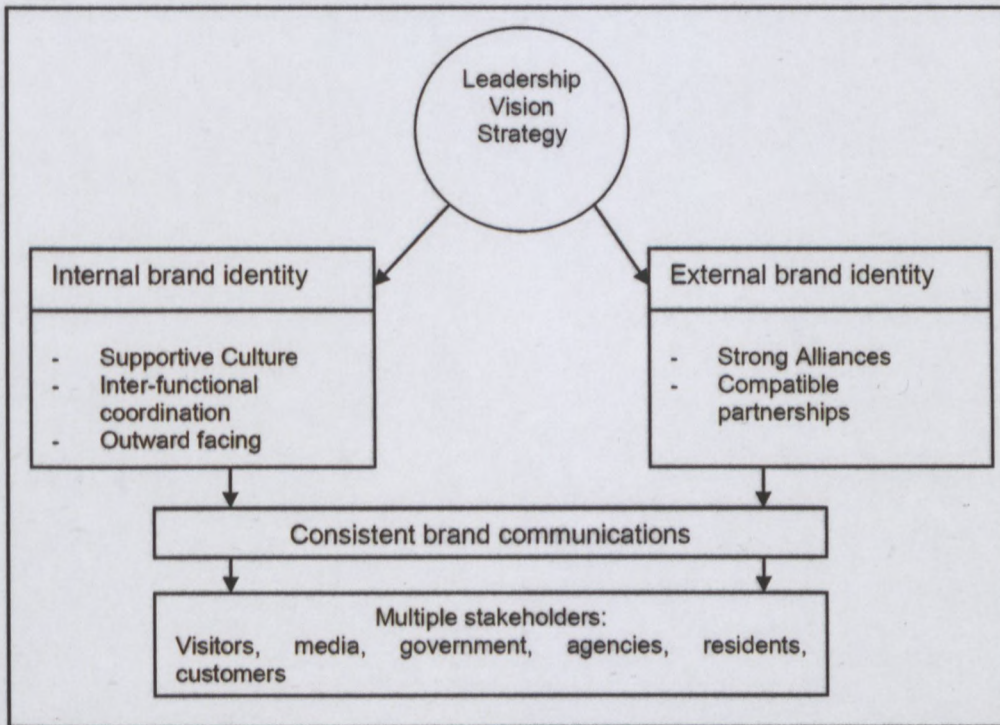 Leadership
Vision
Strategy
Internal brand identity
- Supportive Culture
- Inter-functional
coordination
- Outward facing
External brand identity
- Strong Alliances
- Compatible
partnerships
Consistent brand communications
Multiple stakeholders:
Visitors, media, government, agencies, residents,
customers